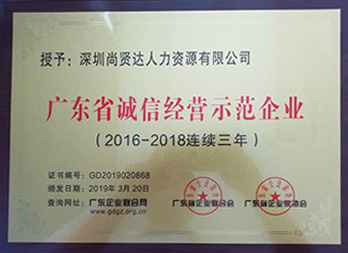 授予：深圳尚贤达人力资源有限公司
广东省诚信经营示范企业
（2016-2018连续三年）
证书编号：GD2019020868
颁发日期：2019年3月20日
查询网址：广东企业合网
www.gdgz.org.cn
广东省企业联合会
广东省企业家协会